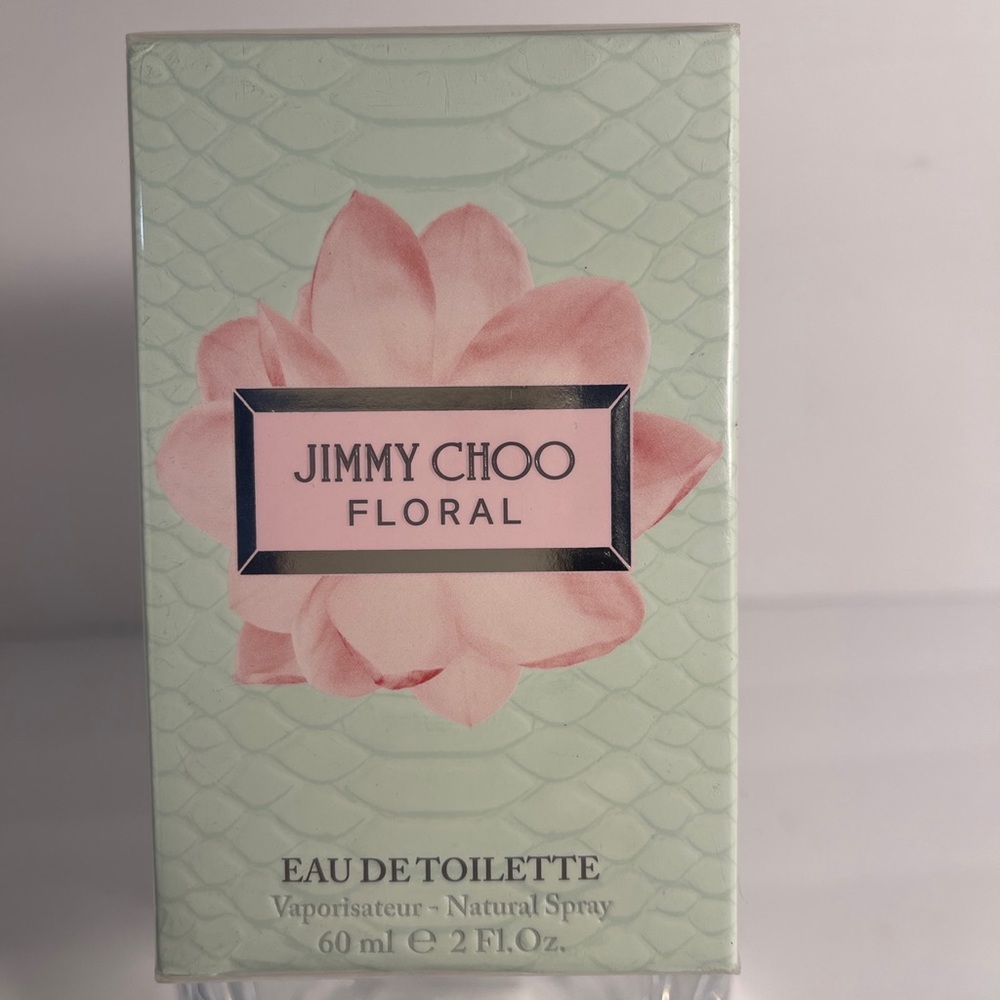 JIMMY CHOO
FLORAL
EAU DE TOILETTE
Vaporisateur - Natural Spray
60 ml ℮ 2 Fl.Oz.